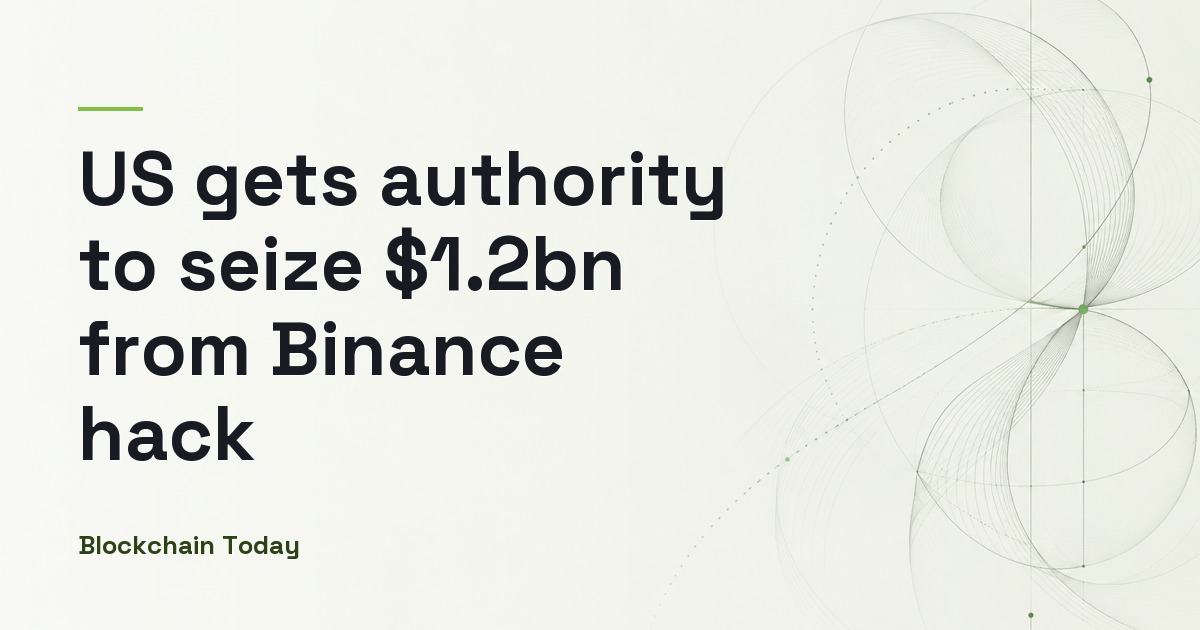 US gets authority
to seize $1.2bn
from Binance
hack
Blockchain Today